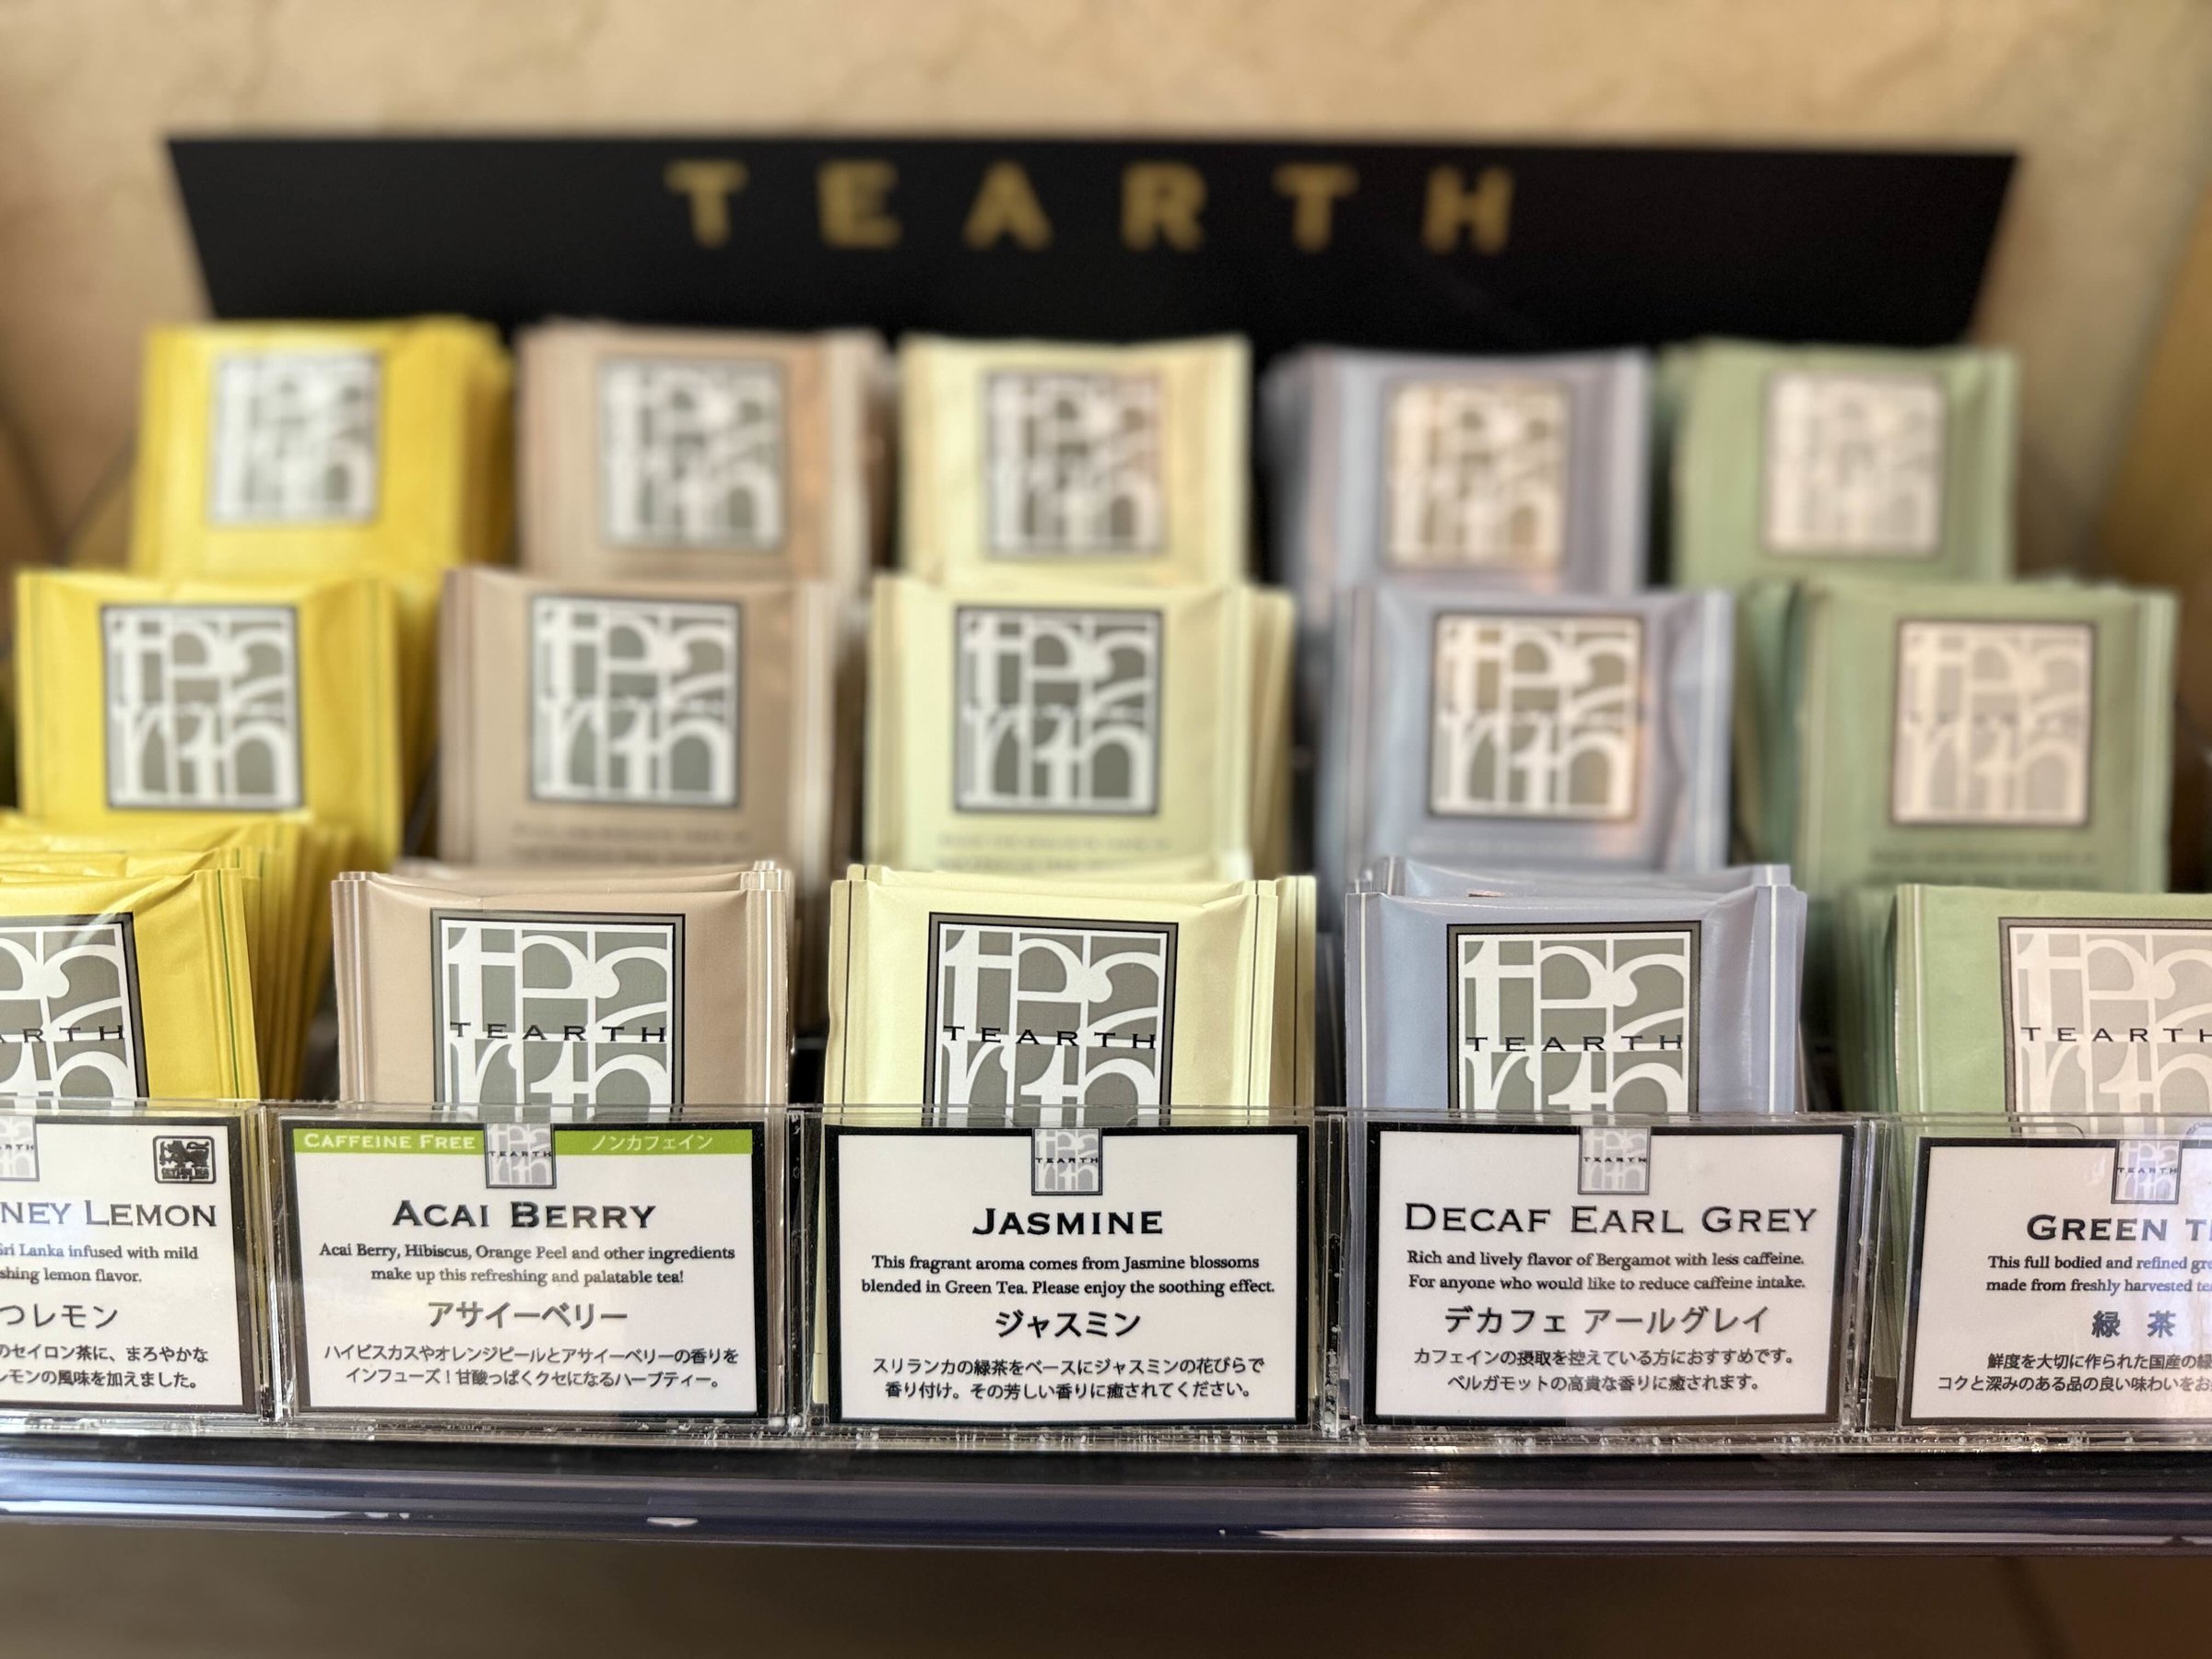 TEARTH
TEARTH
TEARTH
TEARTH
TEARTH
CAFFEINE FREE
ノンカフェイン
NEY LEMON
Sri Lanka infused with mild
shing lemon flavor.
つレモン
のセイロン茶に、まろやかな
レモンの風味を加えました。
ACAI BERRY
Acai Berry, Hibiscus, Orange Peel and other ingredients
make up this refreshing and palatable tea!
アサイーベリー
ハイビスカスやオレンジピールとアサイーベリーの香りを
インフューズ！甘酸っぱくクセになるハーブティー。
TEARTH
JASMINE
This fragrant aroma comes from Jasmine blossoms
blended in Green Tea. Please enjoy the soothing effect.
ジャスミン
スリランカの緑茶をベースにジャスミンの花びらで
香り付け。その芳しい香りに癒されてください。
TEARTH
DECAF EARL GREY
Rich and lively flavor of Bergamot with less caffeine.
For anyone who would like to reduce caffeine intake.
デカフェ アールグレイ
カフェインの摂取を控えている方におすすめです。
ベルガモットの高貴な香りに癒されます。
TEARTH
GREEN T
This full bodied and refined gre
made from freshly harvested te
緑 茶
鮮度を大切に作られた国産の緑
コクと深みのある品の良い味わいをお